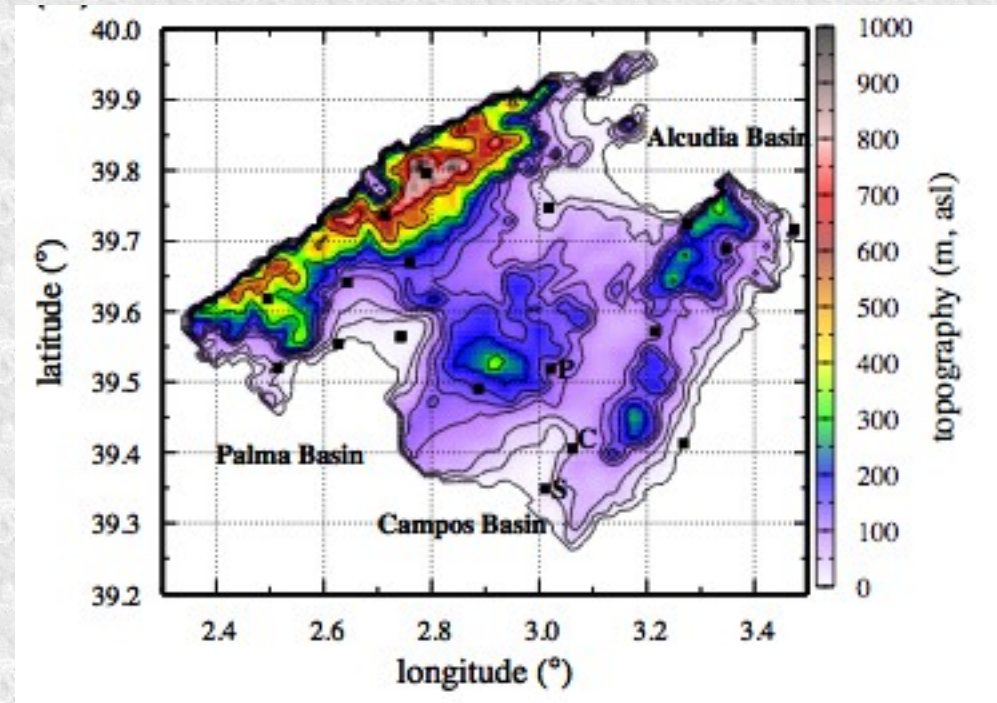 40.0
39.9
39.8
39.7
39.6
39.5
39.4
39.3
39.2
latitude (°)
2.4 2.6 2.8 3.0 3.2 3.4
longitude (°)
Alcudia Basin
P
C
S
Palma Basin
Campos Basin
1000
900
800
700
600
500
400
300
200
100
0
topography (m, asl)